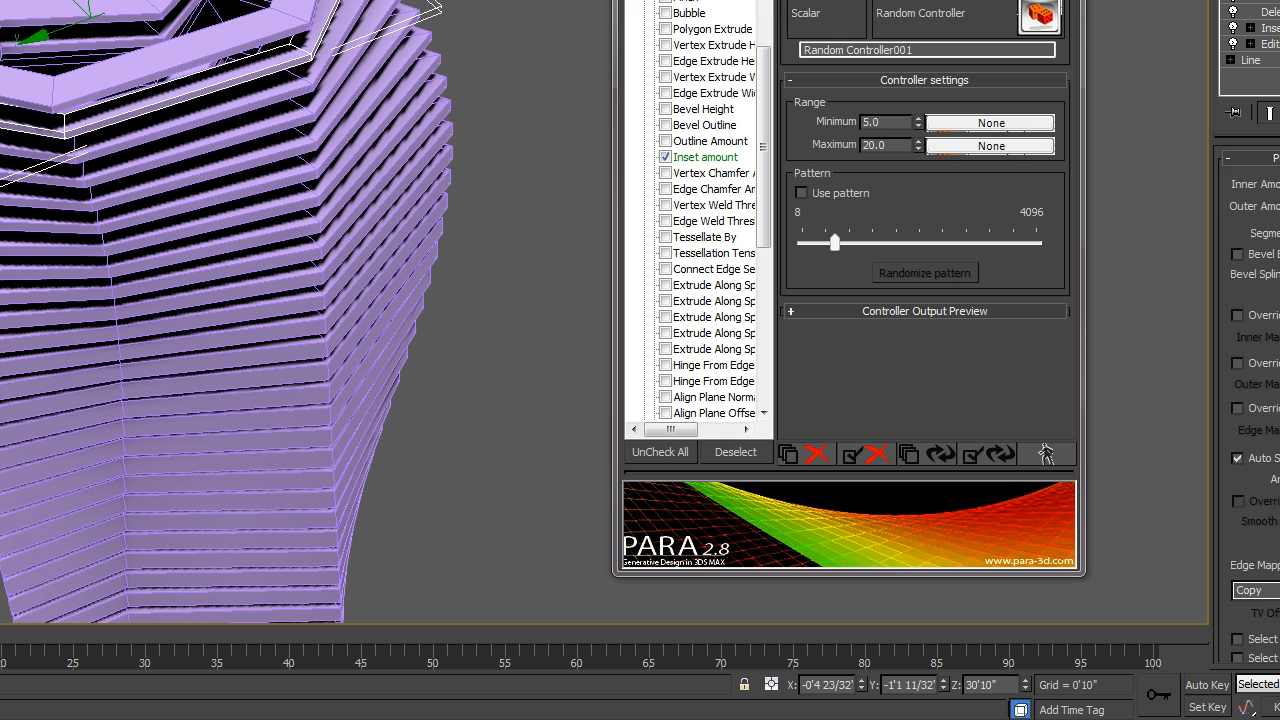 Bubble
Polygon Extrude
Vertex Extrude H
Edge Extrude He
Vertex Extrude W
Edge Extrude Wi
Bevel Height
Bevel Outline
Outline Amount
Inset amount
Vertex Chamfer A
Edge Chamfer Ar
Vertex Weld Thre
Edge Weld Thres
Tessellate By
Tessellation Tens
Connect Edge Se
Extrude Along Sp
Extrude Along Sp
Extrude Along Sp
Extrude Along Sp
Extrude Along Sp
Hinge From Edge
Hinge From Edge
Align Plane Norma
Align Plane Offse
UnCheck All
Deselect
Scalar
Random Controller
Random Controller001
- Controller settings
Range
Minimum 5.0 None
Maximum 20.0 None
Pattern
Use pattern
8 4096
Randomize pattern
+ Controller Output Preview
PARA 2.8
Generative Design in 3DS MAX
www.para-3d.com
Dele
Inse
Edit
Line
Inner Amo
Outer Amo
Segme
Bevel E
Bevel Splin
Overri
Inner Ma
Overri
Outer Ma
Overri
Edge Ma
Auto S
Overri
Smooth
Edge Mapp
Copy
TV Of
Select
Select
25 30 35 40 45 50 55 60 65 70 75 80 85 90 95 100
X: -0'4 23/32" Y: -1'1 11/32" Z: 30'10" Grid = 0'10"
Add Time Tag
Auto Key Selected
Set Key